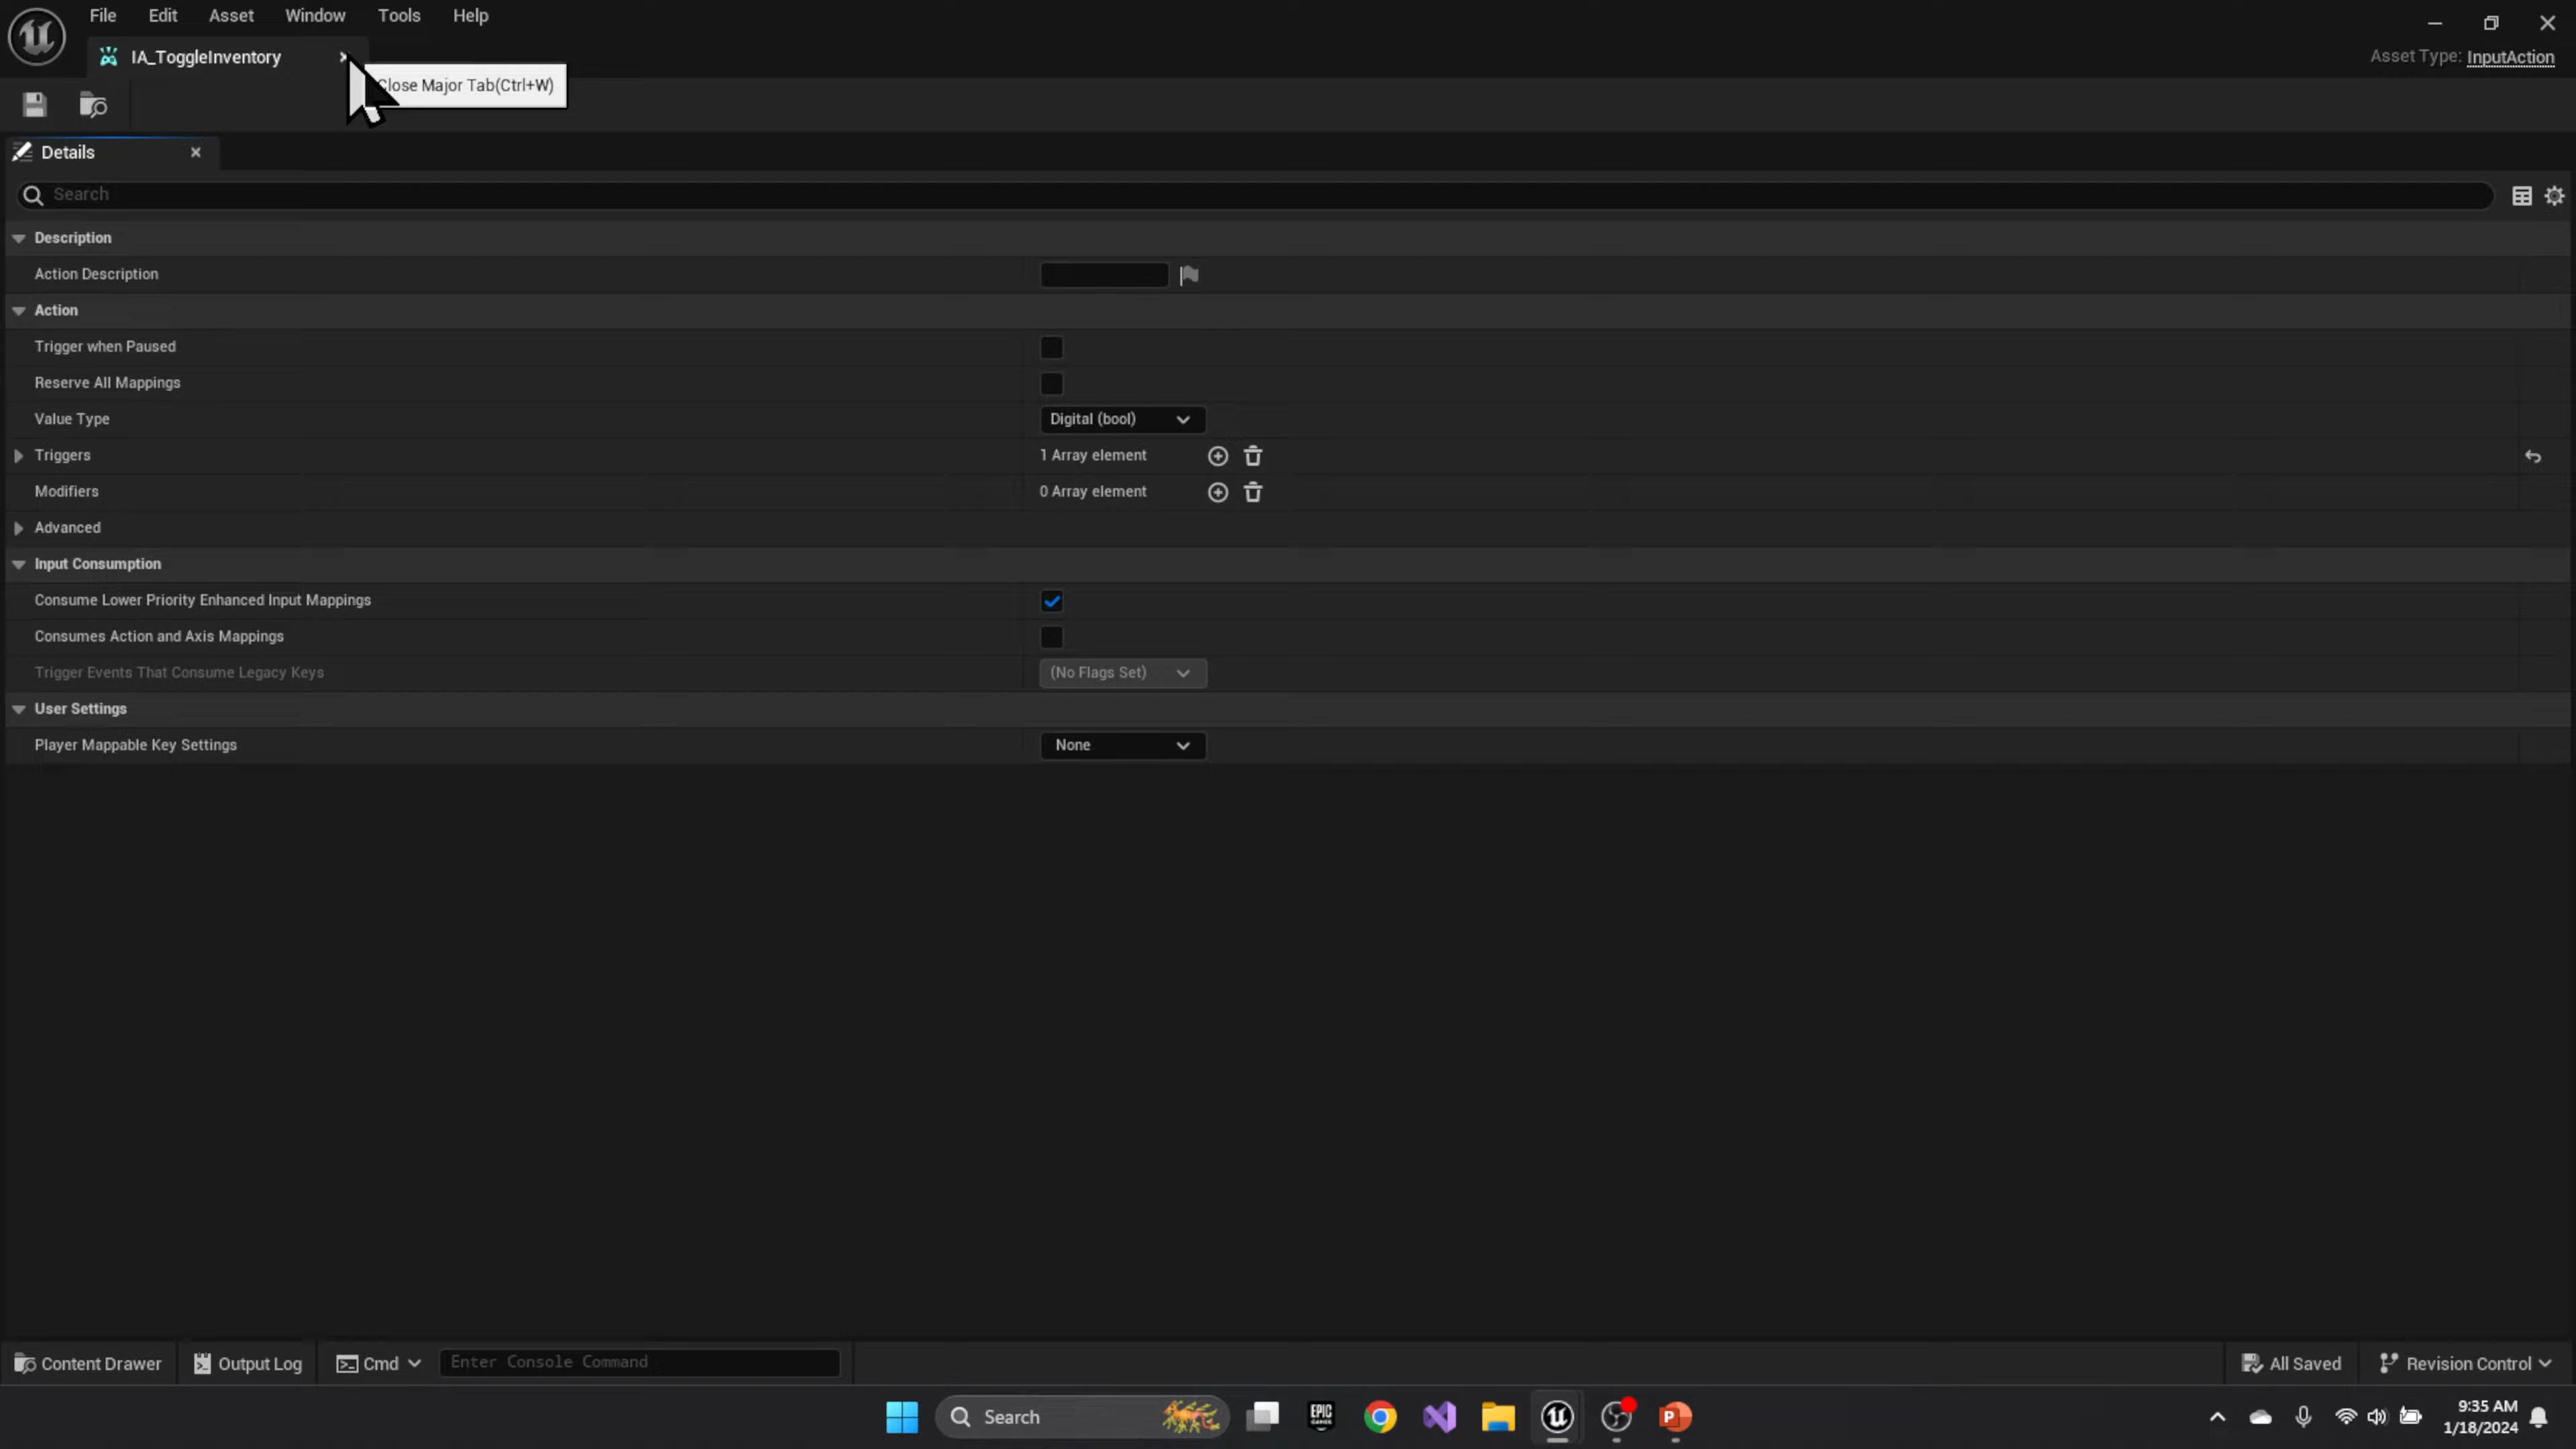 File Edit Asset Window Tools Help
IA_ToggleInventory
Asset Type: InputAction
Close Major Tab(Ctrl+W)
Details
Search
Description
Action Description
Action
Trigger when Paused
Reserve All Mappings
Value Type Digital (bool)
Triggers 1 Array element
Modifiers 0 Array element
Advanced
Input Consumption
Consume Lower Priority Enhanced Input Mappings
Consumes Action and Axis Mappings
Trigger Events That Consume Legacy Keys (No Flags Set)
User Settings
Player Mappable Key Settings None
Content Drawer Output Log Cmd Enter Console Command All Saved Revision Control
Search EPIC GAMES P 9:35 AM
1/18/2024